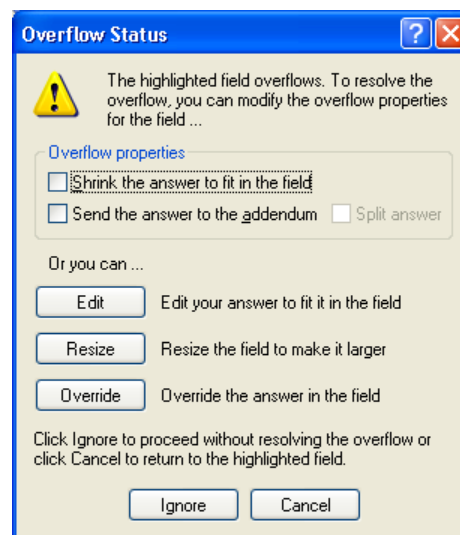 Overflow Status
The highlighted field overflows. To resolve the
overflow, you can modify the overflow properties
for the field ...
Overflow properties
Shrink the answer to fit in the field
Send the answer to the addendum Split answer
Or you can ...
Edit Edit your answer to fit it in the field
Resize Resize the field to make it larger
Override Override the answer in the field
Click Ignore to proceed without resolving the overflow or
click Cancel to return to the highlighted field.
Ignore Cancel